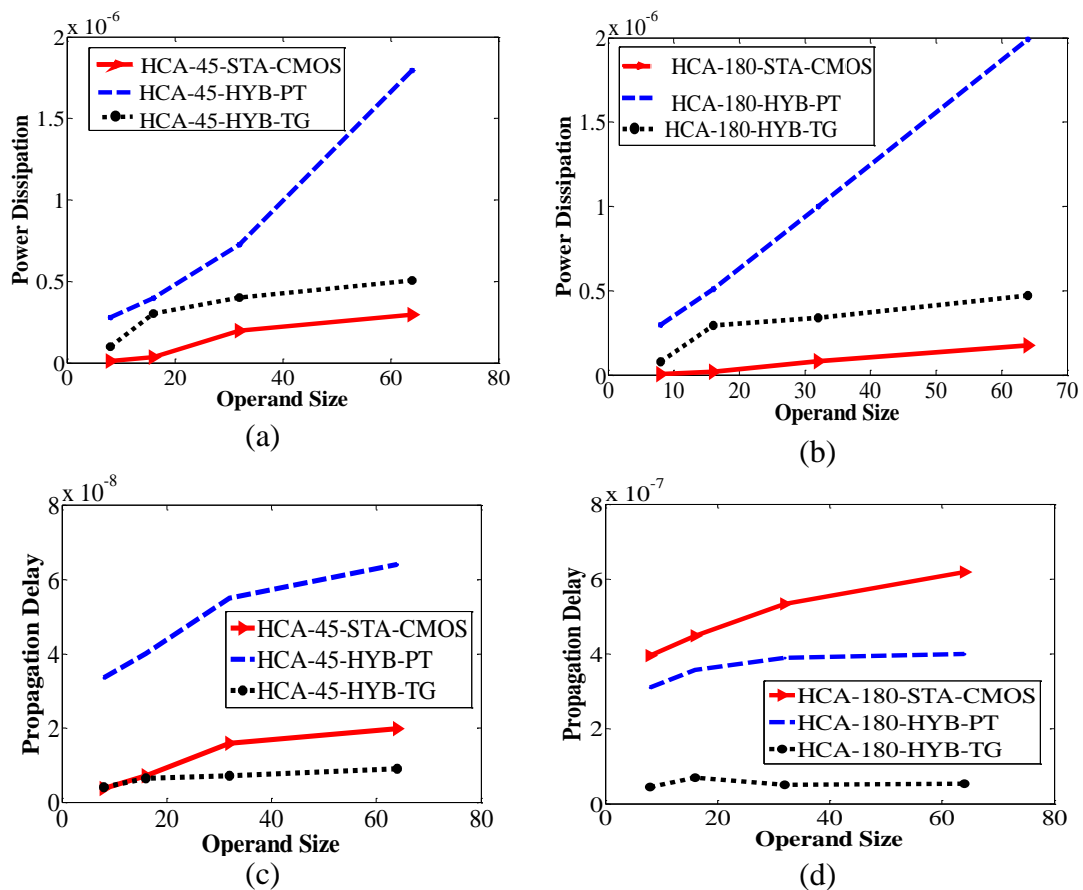 x 10^-6
2
1.5
1
0.5
0
Power Dissipation
HCA-45-STA-CMOS
HCA-45-HYB-PT
HCA-45-HYB-TG
0 20 40 60 80
Operand Size
(a)
x 10^-6
2
1.5
1
0.5
0
Power Dissipation
HCA-180-STA-CMOS
HCA-180-HYB-PT
HCA-180-HYB-TG
0 10 20 30 40 50 60 70
Operand Size
(b)
x 10^-8
8
6
4
2
0
Propagation Delay
HCA-45-STA-CMOS
HCA-45-HYB-PT
HCA-45-HYB-TG
0 20 40 60 80
Operand Size
(c)
x 10^-7
8
6
4
2
0
Propagation Delay
HCA-180-STA-CMOS
HCA-180-HYB-PT
HCA-180-HYB-TG
0 20 40 60 80
Operand Size
(d)